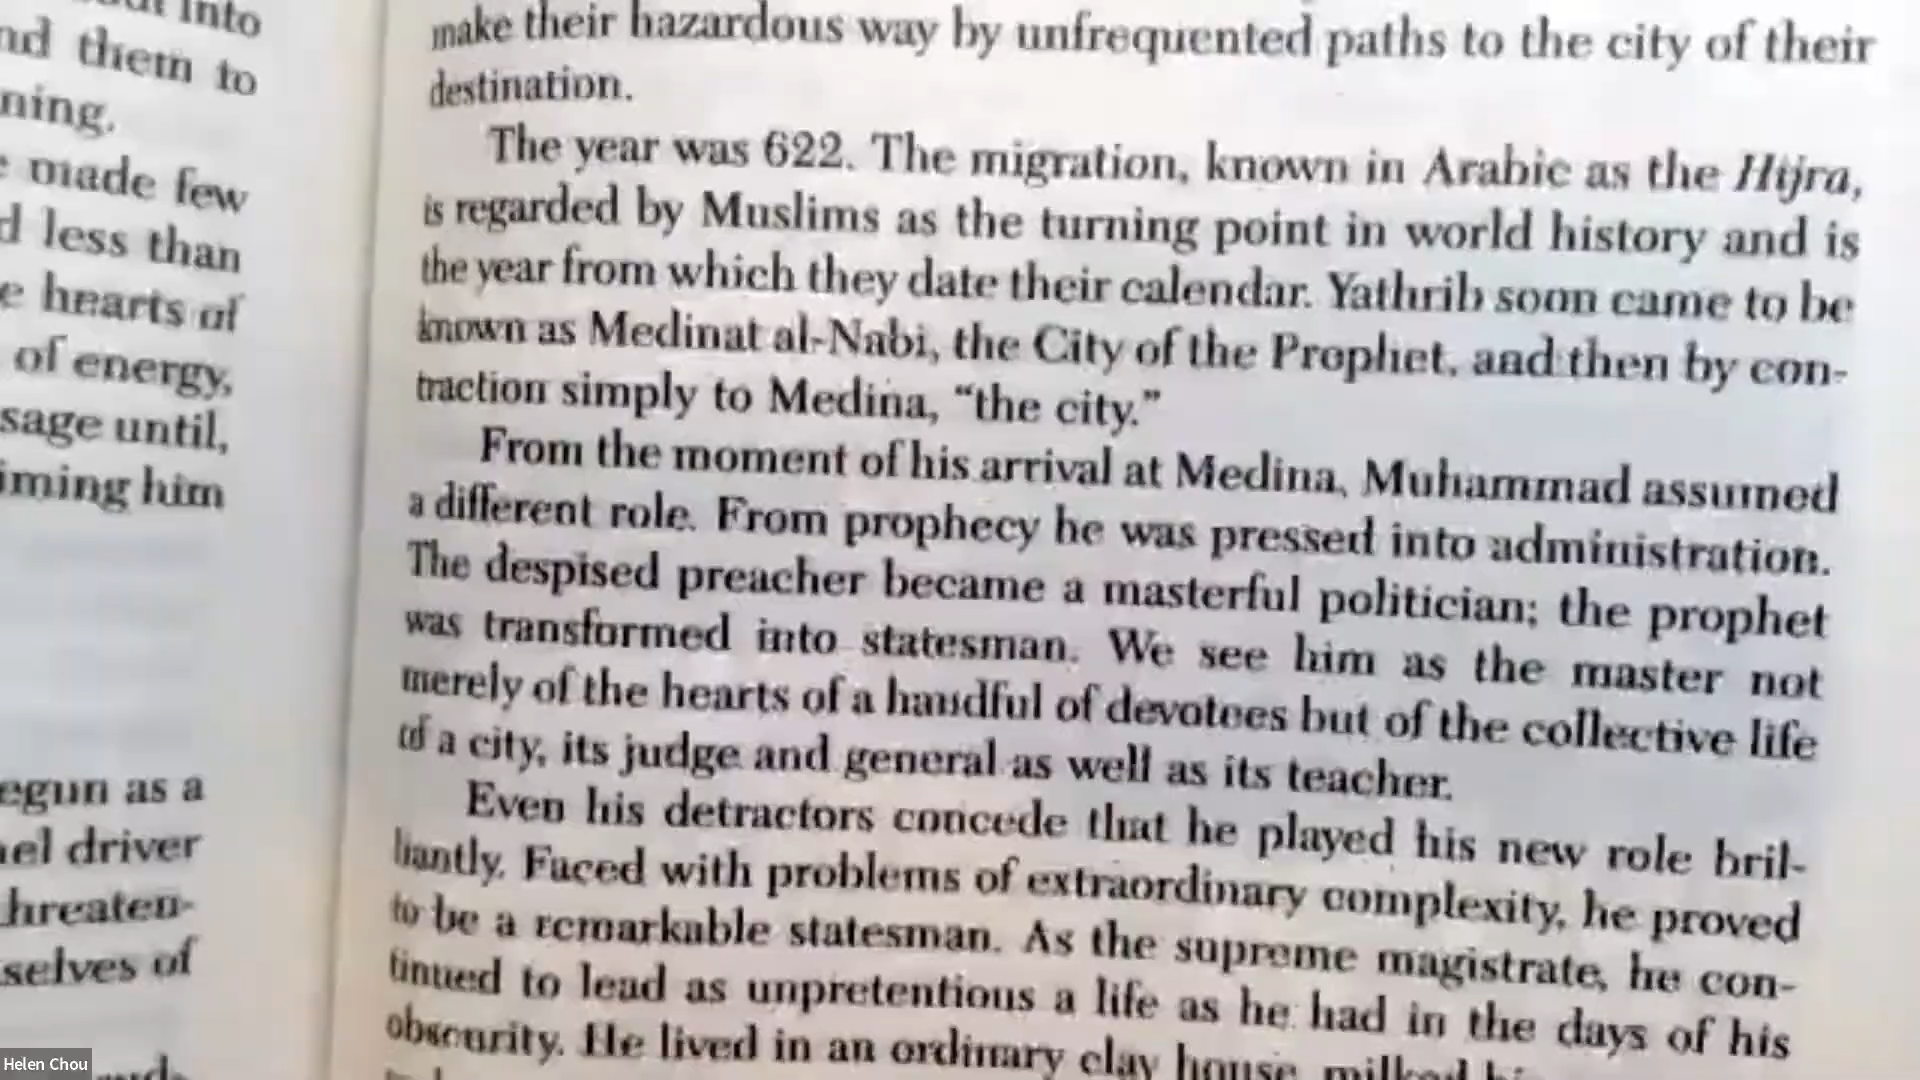 into
nd them to
ning.
e made few
d less than
e hearts of
of energy,
sage until,
iming him
egun as a
el driver
hreaten-
selves of
make their hazardous way by unfrequented paths to the city of their
destination.
The year was 622. The migration, known in Arabic as the Hijra,
is regarded by Muslims as the turning point in world history and is
the year from which they date their calendar. Yathrib soon came to be
known as Medinat al-Nabi, the City of the Prophet, and then by con-
traction simply to Medina, “the city.”
From the moment of his arrival at Medina, Muhammad assumed
a different role. From prophecy he was pressed into administration.
The despised preacher became a masterful politician; the prophet
was transformed into statesman. We see him as the master not
merely of the hearts of a handful of devotees but of the collective life
of a city, its judge and general as well as its teacher.
Even his detractors concede that he played his new role bril-
liantly. Faced with problems of extraordinary complexity, he proved
to be a remarkable statesman. As the supreme magistrate, he con-
tinued to lead as unpretentious a life as he had in the days of his
obscurity. He lived in an ordinary clay house, milked
Helen Chou